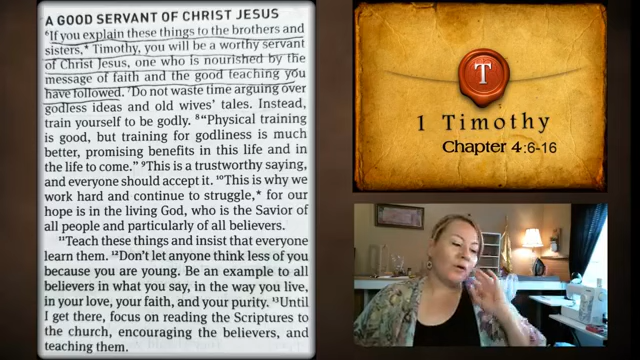 A GOOD SERVANT OF CHRIST JESUS
⁶If you explain these things to the brothers and
sisters,* Timothy, you will be a worthy servant
of Christ Jesus, one who is nourished by the
message of faith and the good teaching you
have followed. ⁷Do not waste time arguing over
godless ideas and old wives' tales. Instead,
train yourself to be godly. ⁸“Physical training
is good, but training for godliness is much
better, promising benefits in this life and in
the life to come.” ⁹This is a trustworthy saying,
and everyone should accept it. ¹⁰This is why we
work hard and continue to struggle,* for our
hope is in the living God, who is the Savior of
all people and particularly of all believers.
¹¹Teach these things and insist that everyone
learn them. ¹²Don't let anyone think less of you
because you are young. Be an example to all
believers in what you say, in the way you live,
in your love, your faith, and your purity. ¹³Until
I get there, focus on reading the Scriptures to
the church, encouraging the believers, and
teaching them.
T
1 Timothy
Chapter 4:6-16